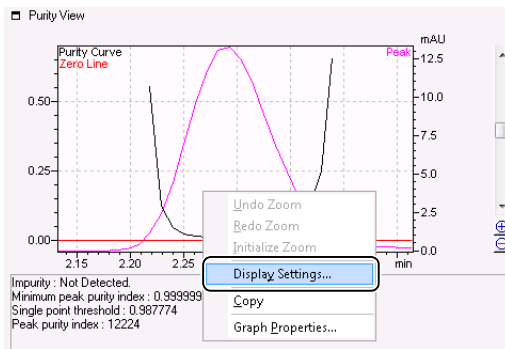 Purity View
mAU
Purity Curve
Peak
Zero Line
12.5
0.50
10.0
7.5
0.25
5.0
2.5
0.00
0.0
2.15 2.20 2.25 min
Undo Zoom
Redo Zoom
Initialize Zoom
Display Settings...
Copy
Graph Properties...
Impurity : Not Detected.
Minimum peak purity index : 0.999999
Single point threshold : 0.987774
Peak purity index : 12224